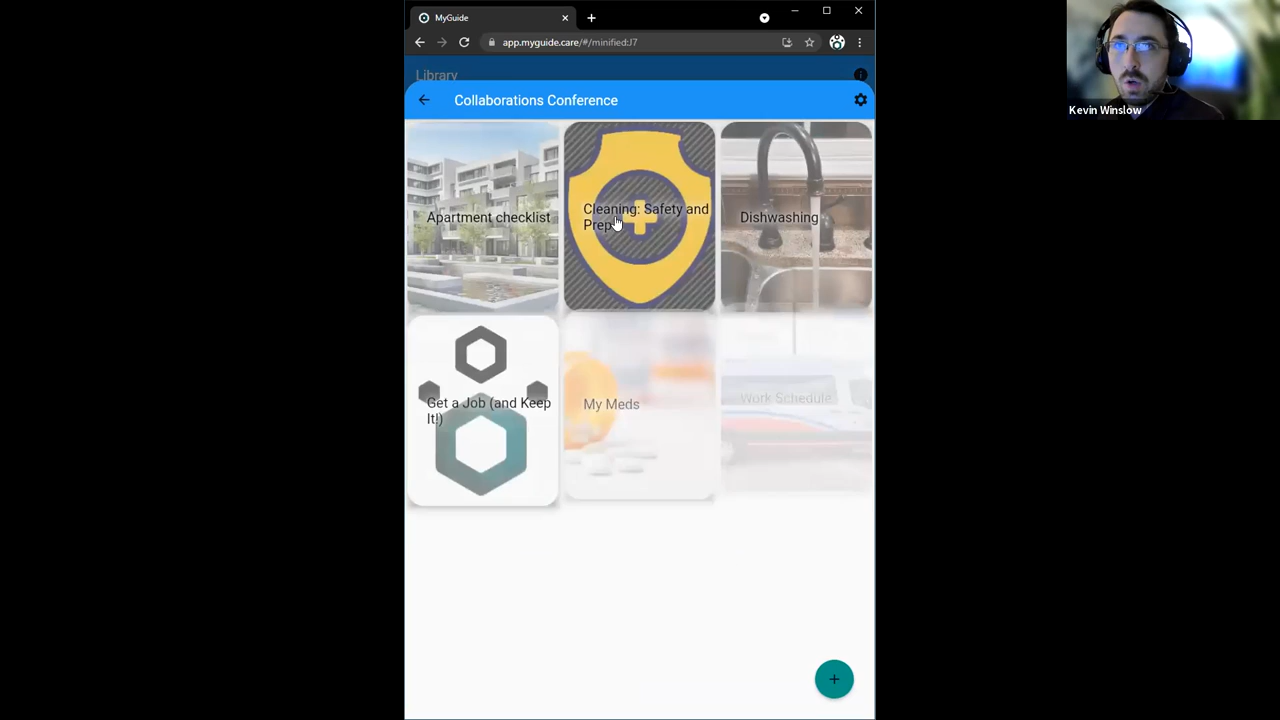 MyGuide
app.myguide.care/#/minified:J7
Library
Collaborations Conference
Apartment checklist
Cleaning: Safety and
Prep
Dishwashing
Get a Job (and Keep
It!)
My Meds
Work Schedule
Kevin Winslow